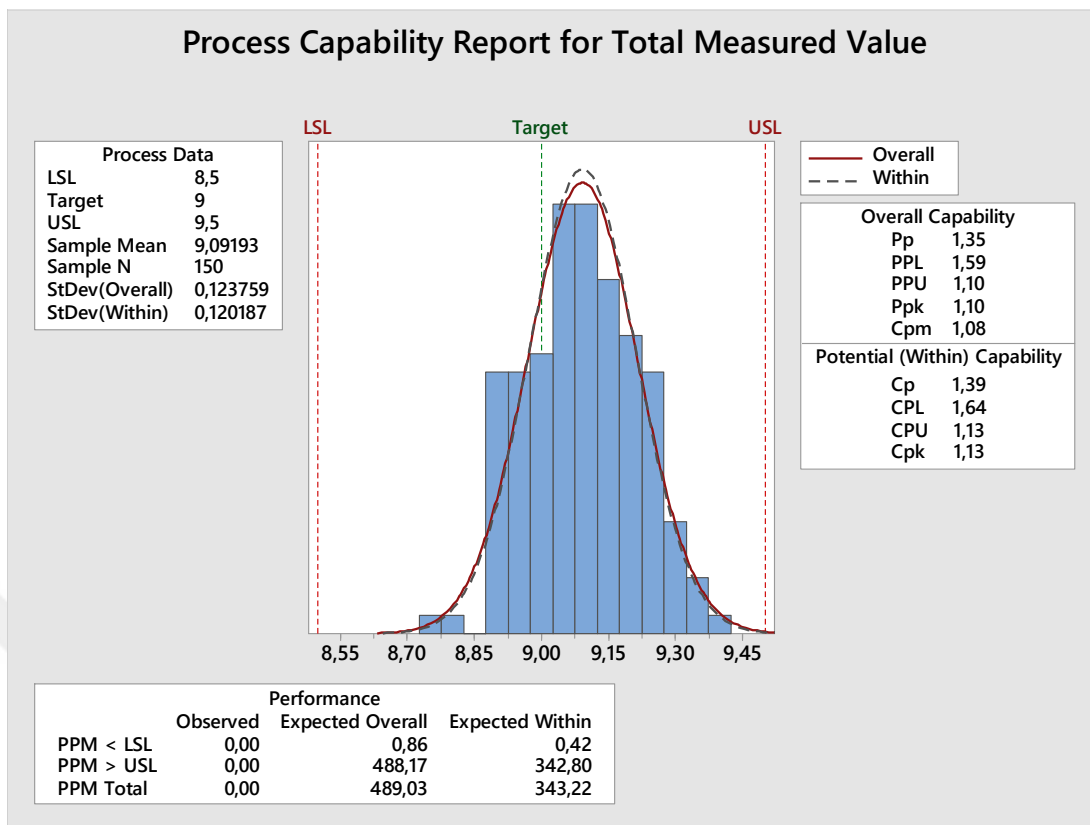 Process Capability Report for Total Measured Value
LSL Target USL
Process Data
LSL 8,5
Target 9
USL 9,5
Sample Mean 9,09193
Sample N 150
StDev(Overall) 0,123759
StDev(Within) 0,120187
Overall
Within
Overall Capability
Pp 1,35
PPL 1,59
PPU 1,10
Ppk 1,10
Cpm 1,08
Potential (Within) Capability
Cp 1,39
CPL 1,64
CPU 1,13
Cpk 1,13
8,55 8,70 8,85 9,00 9,15 9,30 9,45
Performance
Observed Expected Overall Expected Within
PPM < LSL 0,00 0,86 0,42
PPM > USL 0,00 488,17 342,80
PPM Total 0,00 489,03 343,22